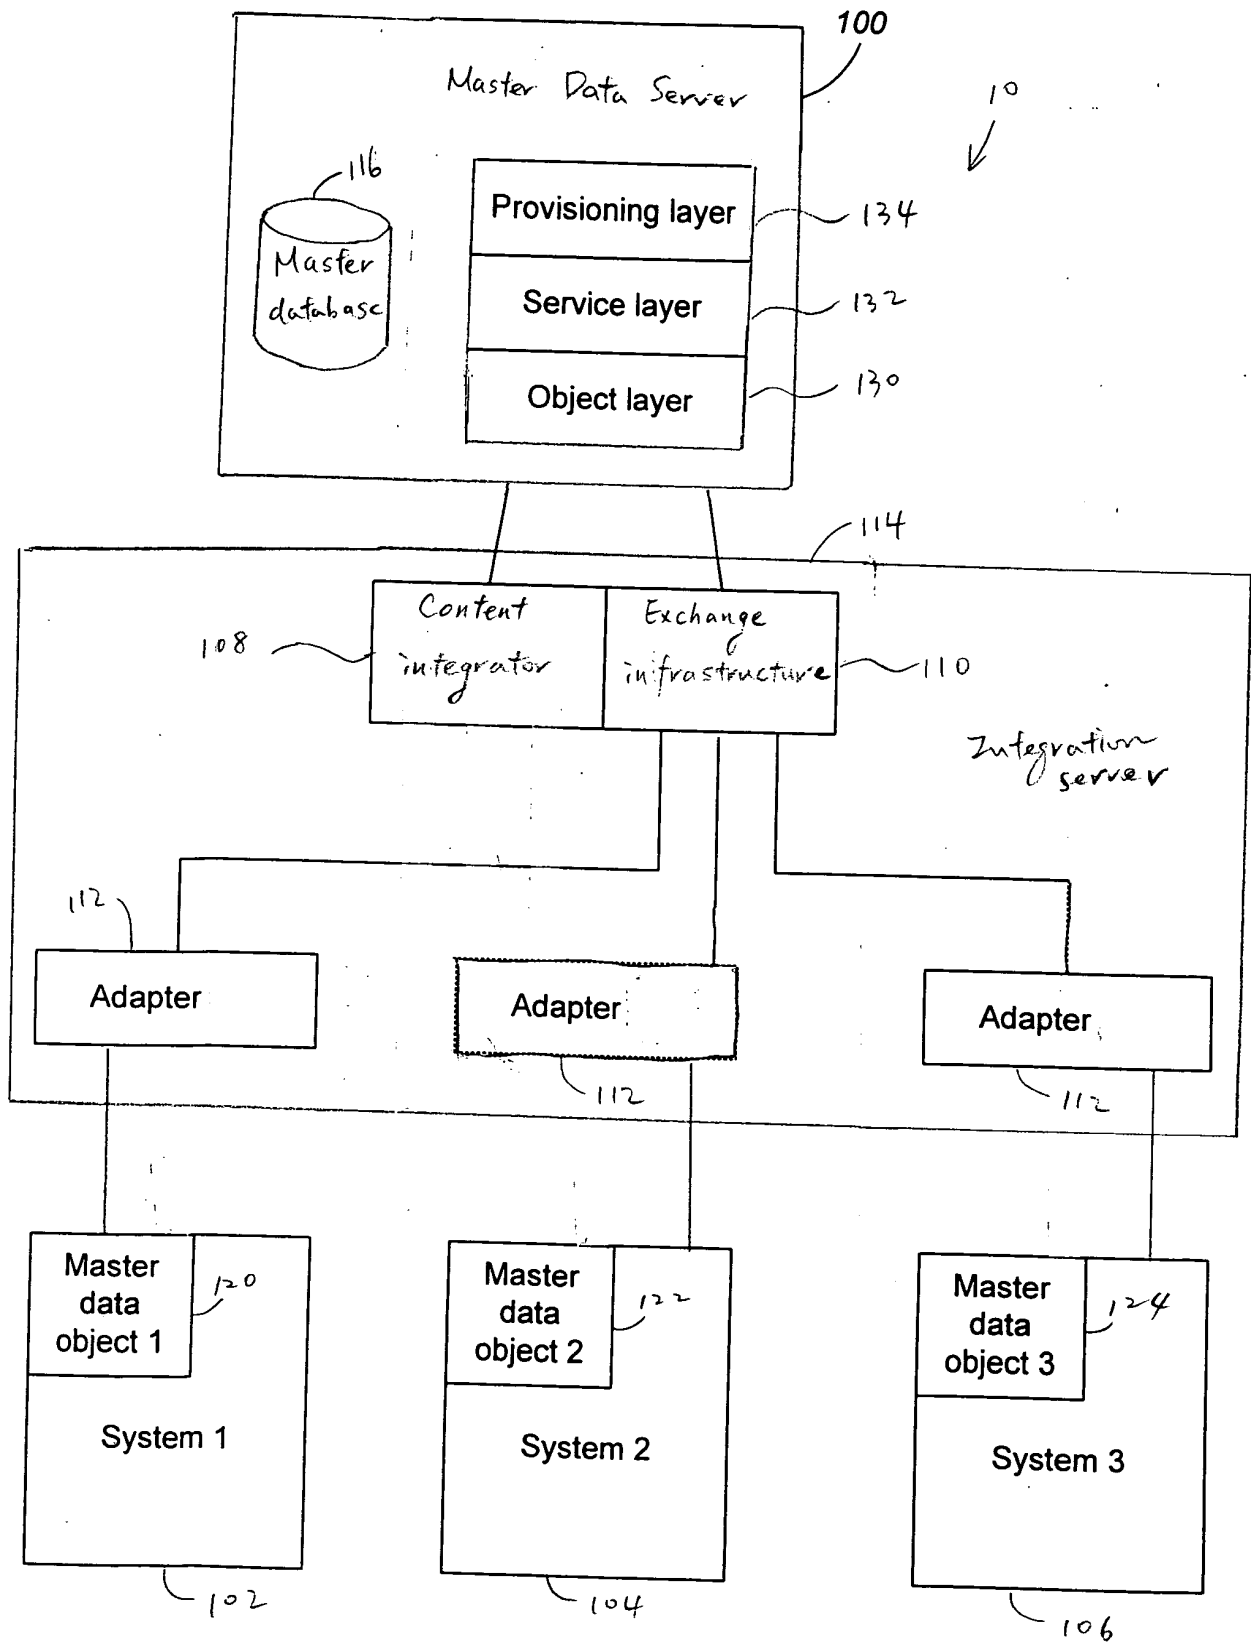 100
Master Data Server
10
116
Provisioning layer
134
Master
database
Service layer
132
Object layer
130
114
Content
integrator
108
Exchange
infrastructure
110
Integration
server
112
Adapter
Adapter
112
Adapter
112
Master
data
object 1
120
System 1
102
Master
data
object 2
122
System 2
104
Master
data
object 3
124
System 3
106